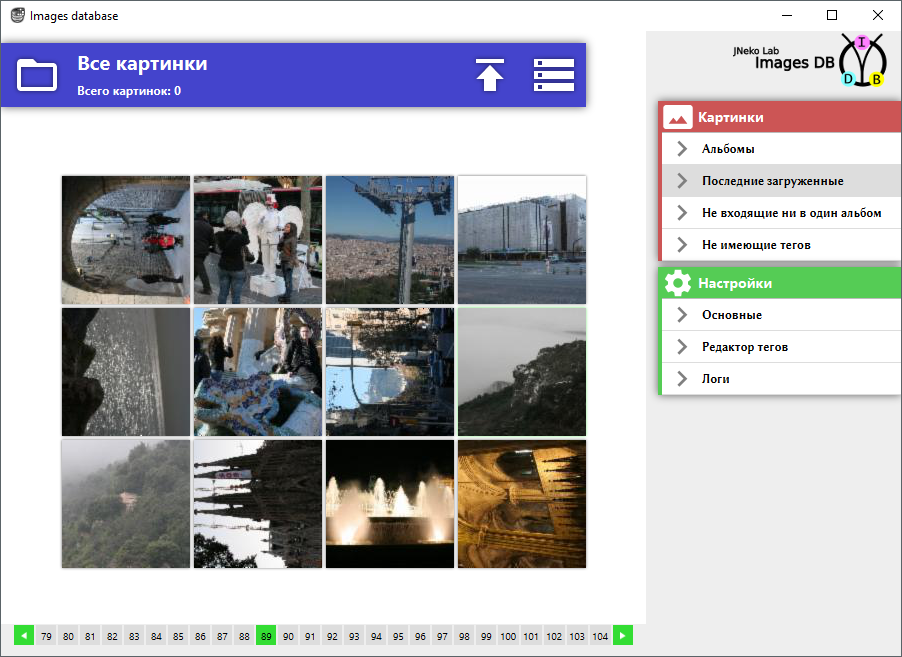 Images database
Все картинки
Всего картинок: 0
JNeko Lab
Images DB
I
D
B
Картинки
Альбомы
Последние загруженные
Не входящие ни в один альбом
Не имеющие тегов
Настройки
Основные
Редактор тегов
Логи
79 80 81 82 83 84 85 86 87 88 89 90 91 92 93 94 95 96 97 98 99 100 101 102 103 104